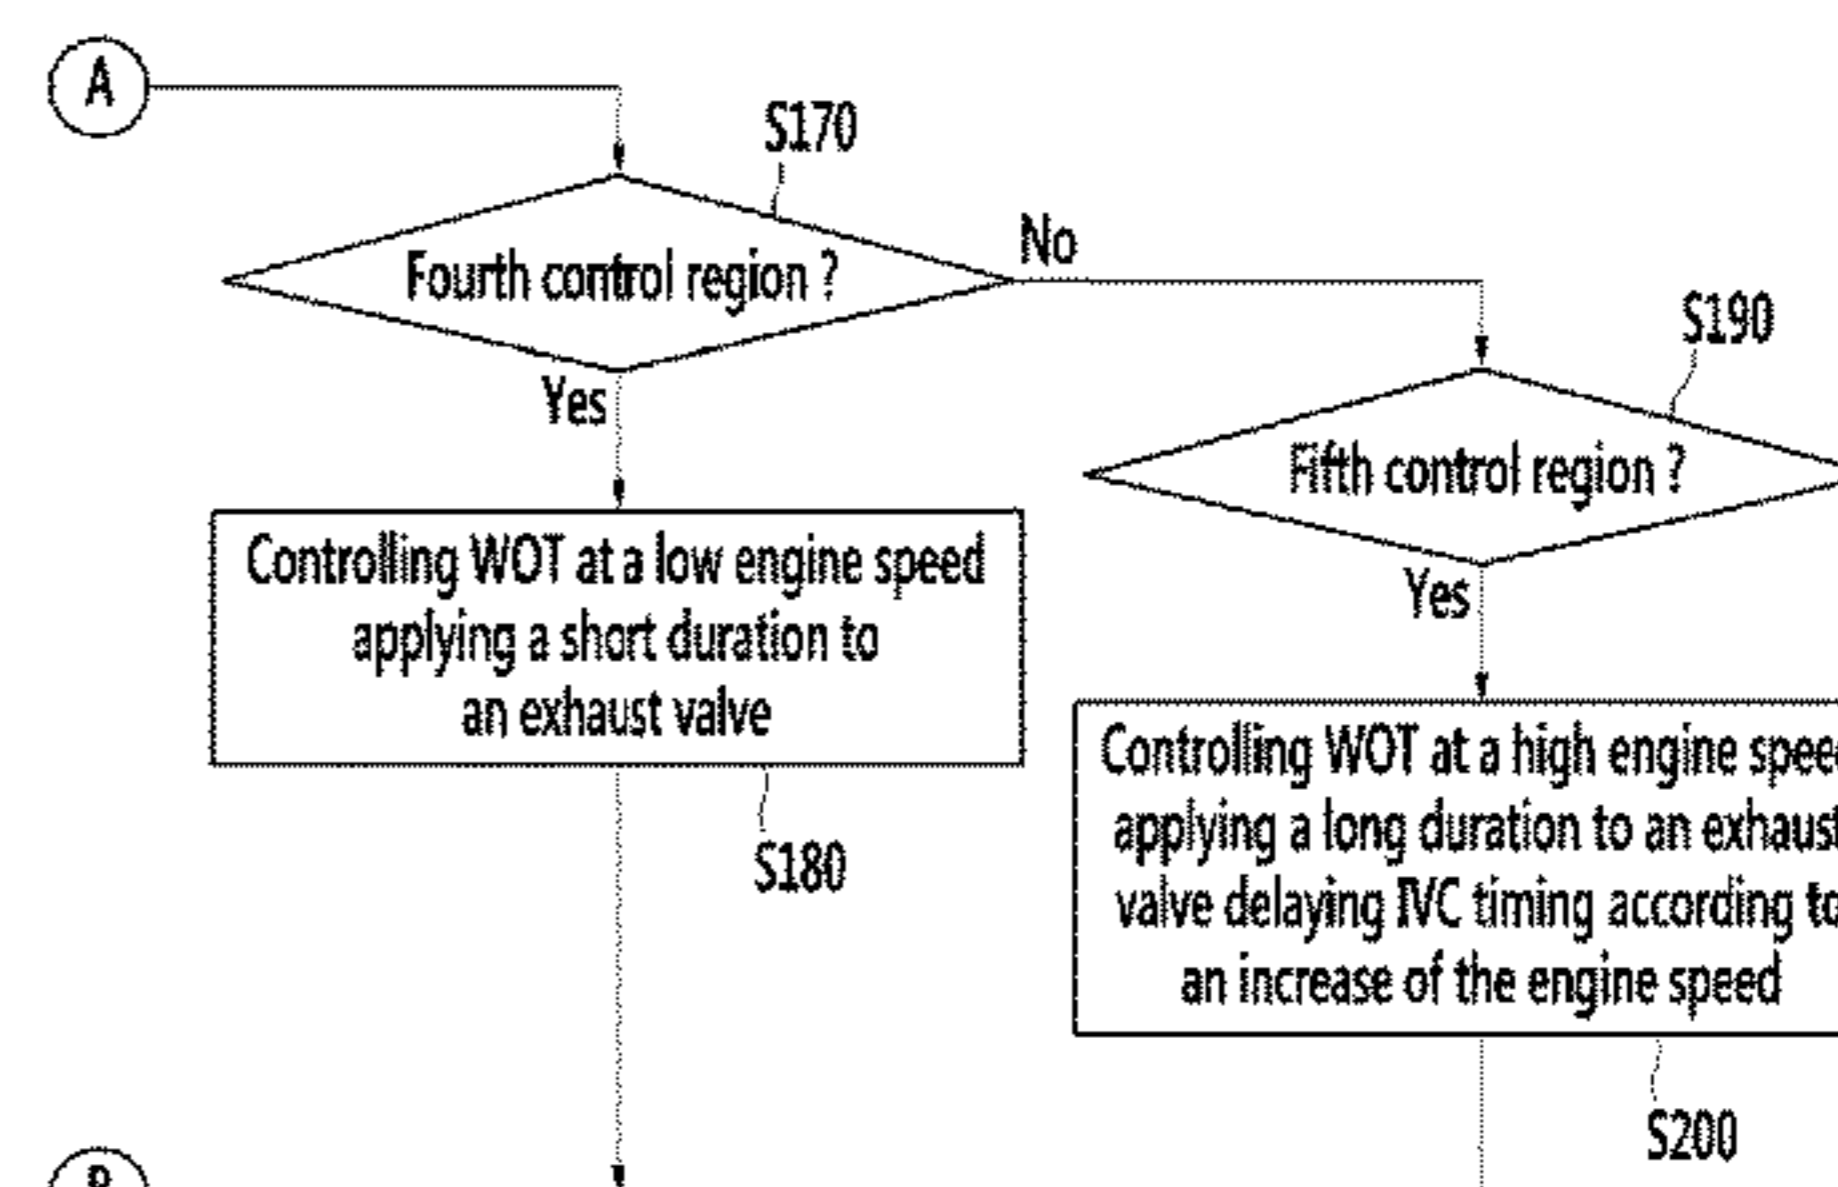 A
S170
Fourth control region ?
No
Yes
S190
Fifth control region ?
Yes
Controlling WOT at a low engine speed
applying a short duration to
an exhaust valve
S180
Controlling WOT at a high engine
applying a long duration to an exhaust
valve delaying IVC timing according to
an increase of the engine speed
S200